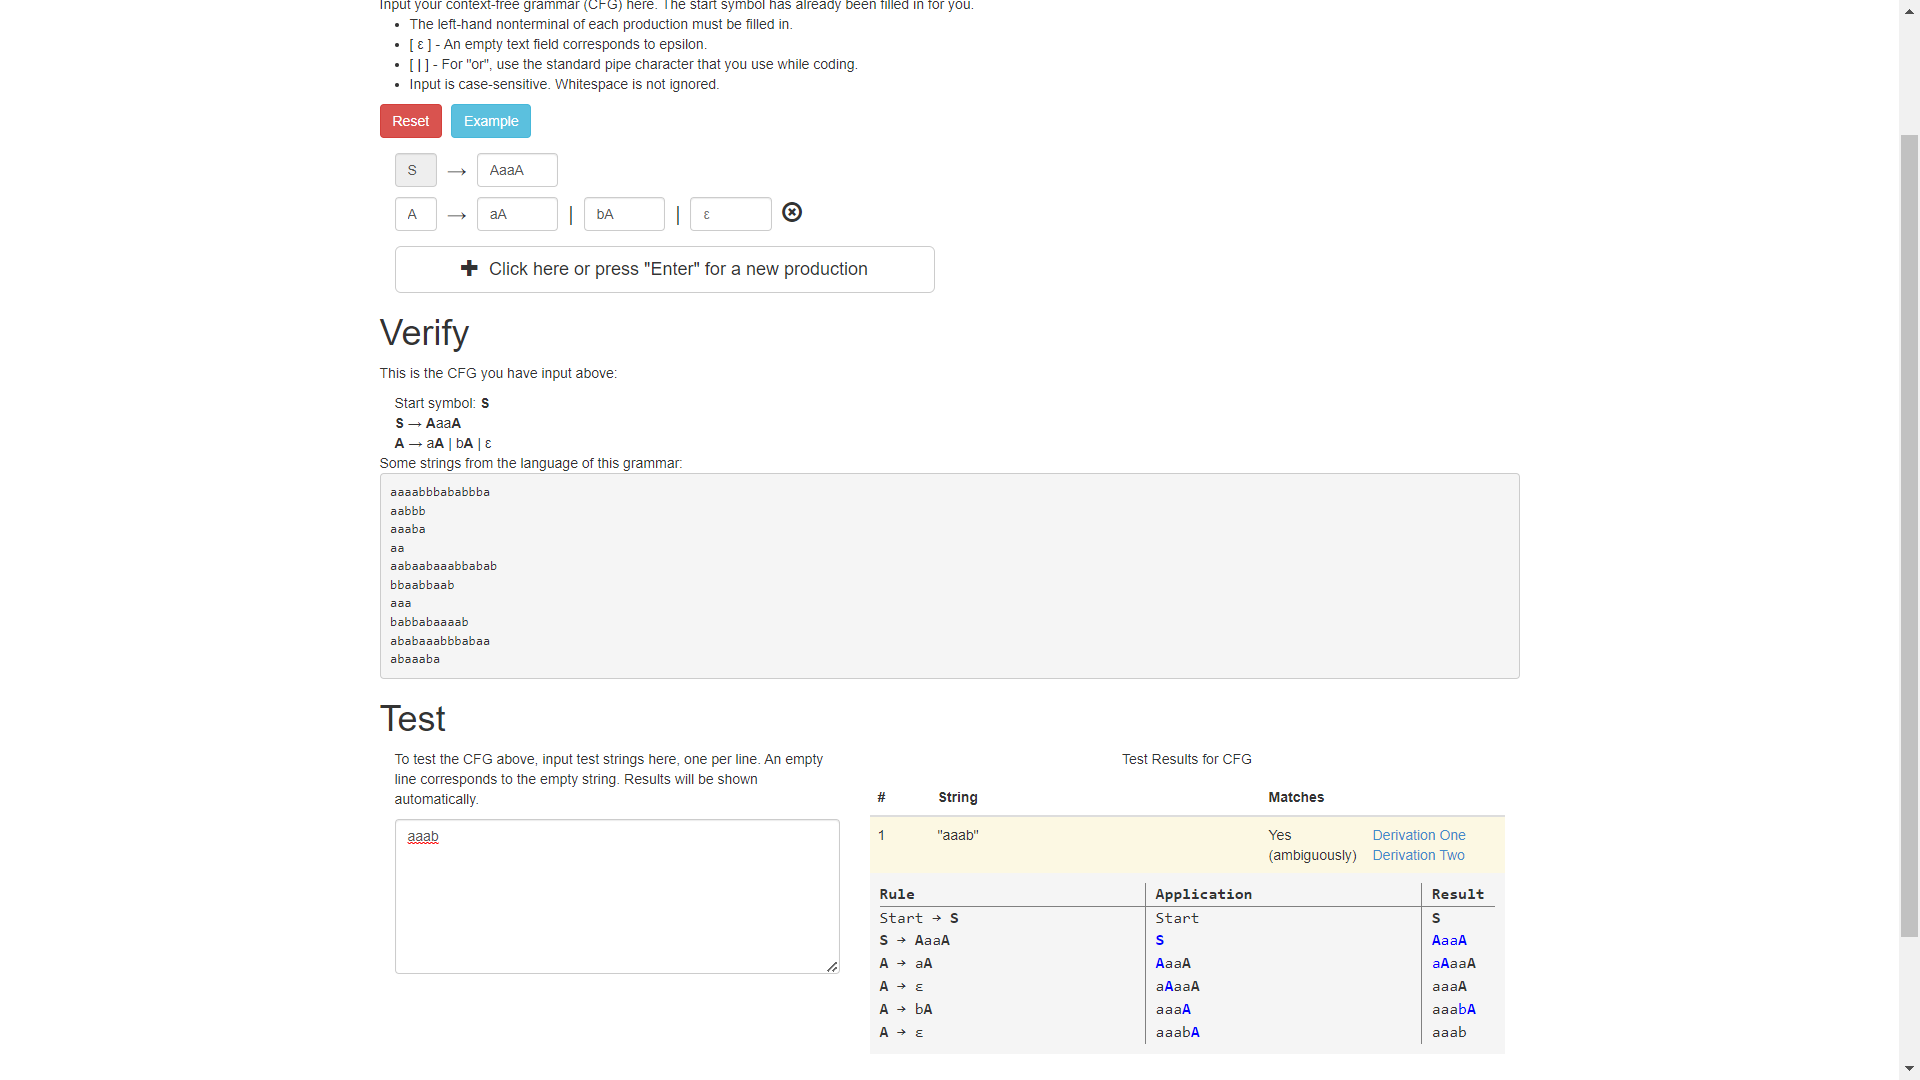 Input your context-free grammar (CFG) here. The start symbol has already been filled in for you.
• The left-hand nonterminal of each production must be filled in.
• [ ε ] - An empty text field corresponds to epsilon.
• [ | ] - For "or", use the standard pipe character that you use while coding.
• Input is case-sensitive. Whitespace is not ignored.
Reset Example
S → AaaA
A → aA | bA | ε
Click here or press "Enter" for a new production
Verify
This is the CFG you have input above:
Start symbol: S
S → AaaA
A → aA | bA | ε
Some strings from the language of this grammar:
aaaabbbababbba
aabbb
aaaba
aa
aabaabaaabbabab
bbaabbaab
aaa
babbabaaaab
ababaaabbbabaa
abaaaba
Test
To test the CFG above, input test strings here, one per line. An empty
line corresponds to the empty string. Results will be shown
automatically.
aaab
Test Results for CFG
# String Matches
1 "aaab" Yes Derivation One
(ambiguously) Derivation Two
Rule Application Result
Start → S Start S
S → AaaA S AaaA
A → aA AaaA aAaaA
A → ε aAaaA aaaA
A → bA aaaA aaabA
A → ε aaabA aaab